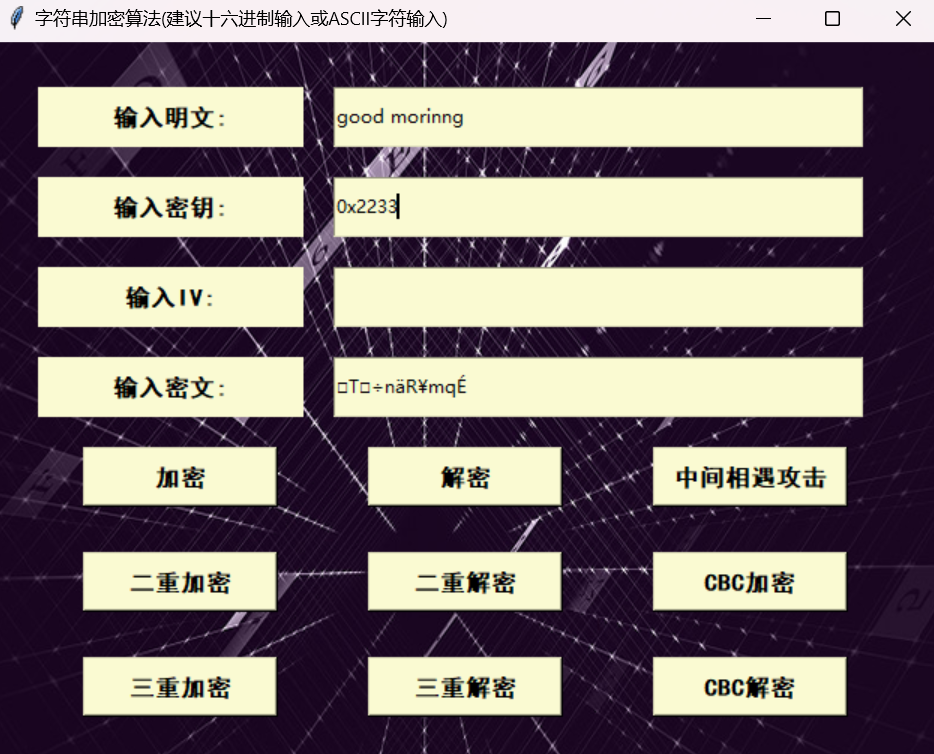 字符串加密算法(建议十六进制输入或ASCII字符输入)
输入明文:
good morinng
输入密钥:
0x2233
输入IV:
输入密文:
□T□÷näR¥mqÉ
加密 解密 中间相遇攻击
二重加密 二重解密 CBC加密
三重加密 三重解密 CBC解密